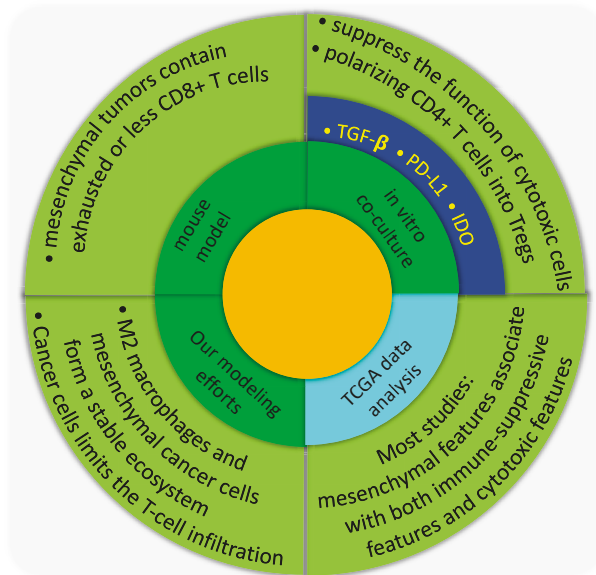 • mesenchymal tumors contain
exhausted or less CD8+ T cells
mouse
model
• suppress the function of cytotoxic cells
• polarizing CD4+ T cells into Tregs
• TGF-β • PD-L1 • IDO
in vitro
co-culture
Our modeling
efforts
• M2 macrophages and
mesenchymal cancer cells
form a stable ecosystem
• Cancer cells limits the T-cell infiltration
TCGA data
analysis
Most studies:
mesenchymal features associate
with both immune-suppressive
features and cytotoxic features